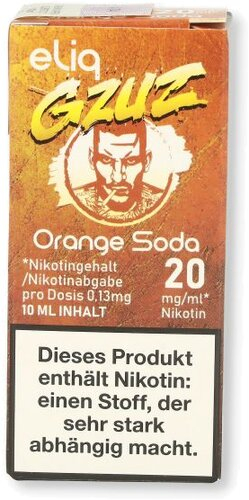 eliq
GZUZ
Orange Soda
*Nikotingehalt
/Nikotinabgabe
pro Dosis 0,13mg
10 ML INHALT
20
mg/ml*
Nikotin
Dieses Produkt
enthält Nikotin:
einen Stoff, der
sehr stark
abhängig macht.